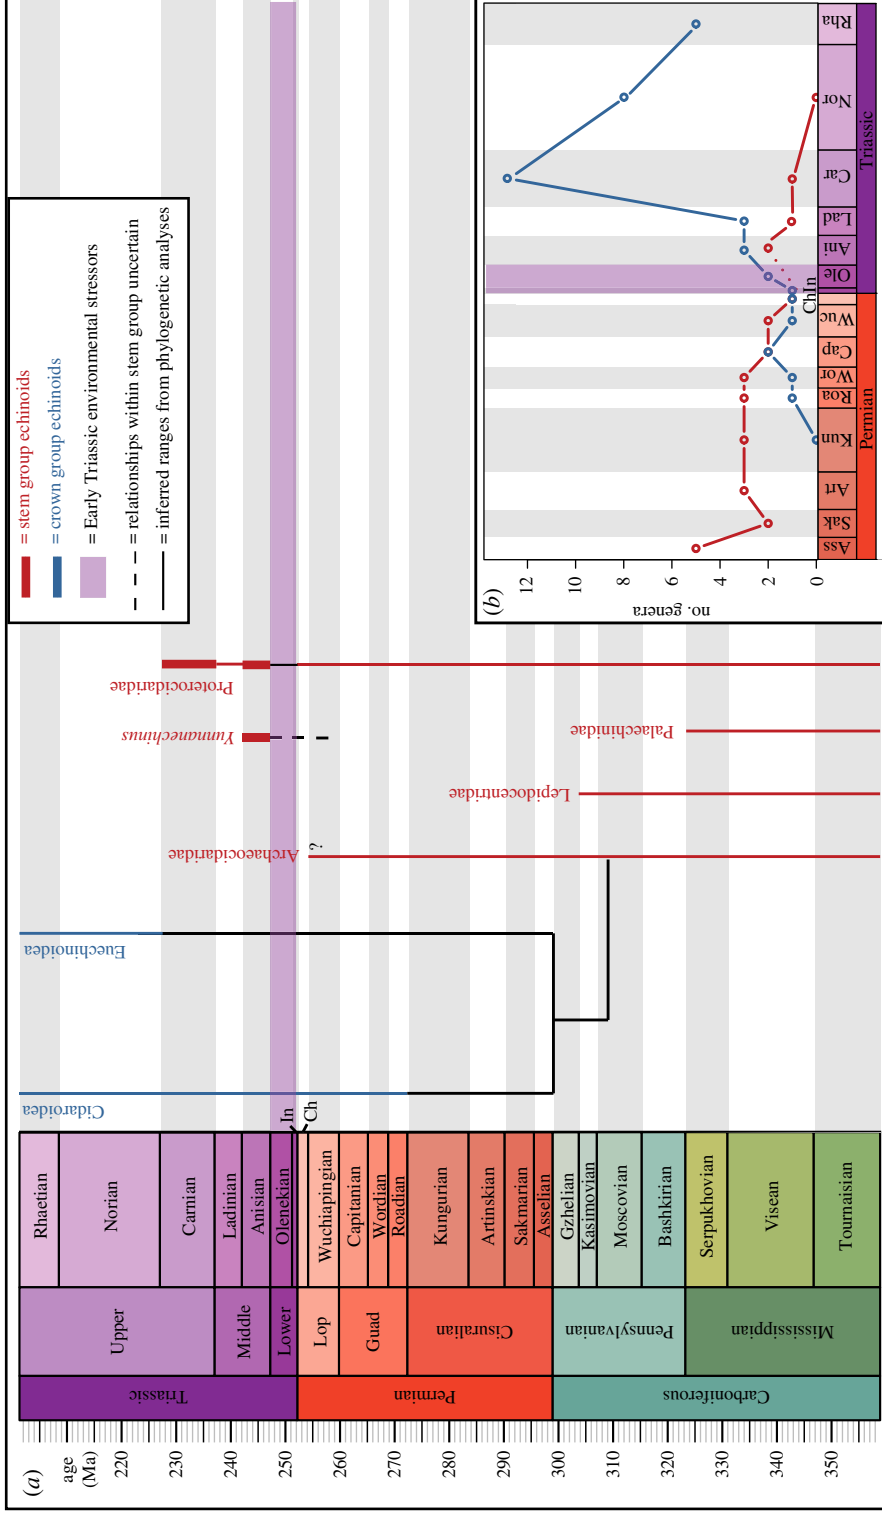 (a)
age
(Ma)
220
230
240
250
260
270
280
290
300
310
320
330
340
350
Triassic
Permian
Carboniferous
Upper
Middle
Lower
Lop
Guad
Cisuralian
Pennsylvanian
Mississippian
Rhaetian
Norian
Carnian
Ladinian
Anisian
Olenekian
In
Ch
Wuchiapingian
Capitanian
Wordian
Roadian
Kungurian
Artinskian
Sakmarian
Asselian
Gzhelian
Kasimovian
Moscovian
Bashkirian
Serpukhovian
Visean
Tournaisian
Cidaroidea
Euechinoidea
Archaeocidaridae
?
Lepidocentridae
Palaechinidae
Yunnanechinus
Proterocidaridae
= stem group echinoids
= crown group echinoids
= Early Triassic environmental stressors
= relationships within stem group uncertain
= inferred ranges from phylogenetic analyses
(b)
no. genera
12
10
8
6
4
2
0
Ass
Sak
Art
Kun
Roa
Wor
Cap
Wuc
ChIn
Ole
Ani
Lad
Car
Nor
Rha
Permian
Triassic